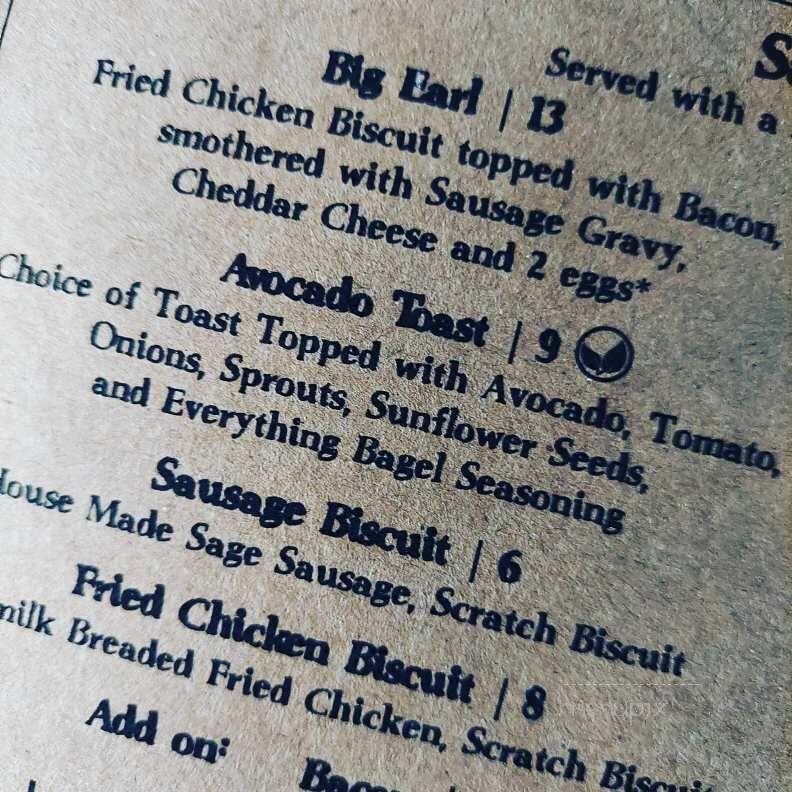 Served with a
Big Earl | 13
Fried Chicken Biscuit topped with Bacon,
smothered with Sausage Gravy,
Cheddar Cheese and 2 eggs*
Avocado Toast | 9
Choice of Toast Topped with Avocado, Tomato,
Onions, Sprouts, Sunflower Seeds,
and Everything Bagel Seasoning
Sausage Biscuit | 6
House Made Sage Sausage, Scratch Biscuit
Fried Chicken Biscuit | 8
milk Breaded Fried Chicken, Scratch Biscuit
Add on: